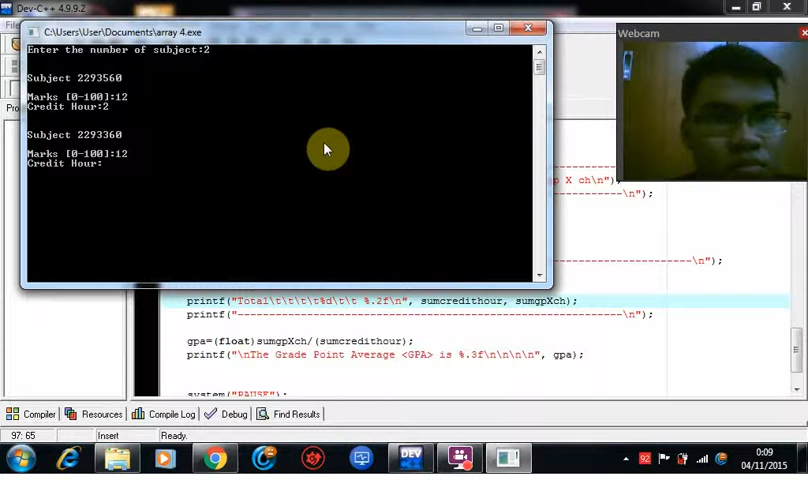 Dev-C++ 4.9.9.2
C:\Users\User\Documents\array 4.exe
Webcam
Enter the number of subject:2
Subject 2293560
Marks [0-100]:12
Credit Hour:2
Subject 2293360
Marks [0-100]:12
Credit Hour:
---------------------\n");
X ch\n");
---------------------\n");
---------------------\n");
printf("Total\t\t\t\t%d\t\t %.2f\n", sumcredithour, sumgpXch);
printf("----------------------------------------------------------------\n");
gpa=(float)sumgpXch/(sumcredithour);
printf("\nThe Grade Point Average <GPA> is %.3f\n\n\n\n", gpa);
system("PAUSE");
Compiler Resources Compile Log Debug Find Results
97: 65 Insert Ready.
DEV 92 0:09
04/11/2015